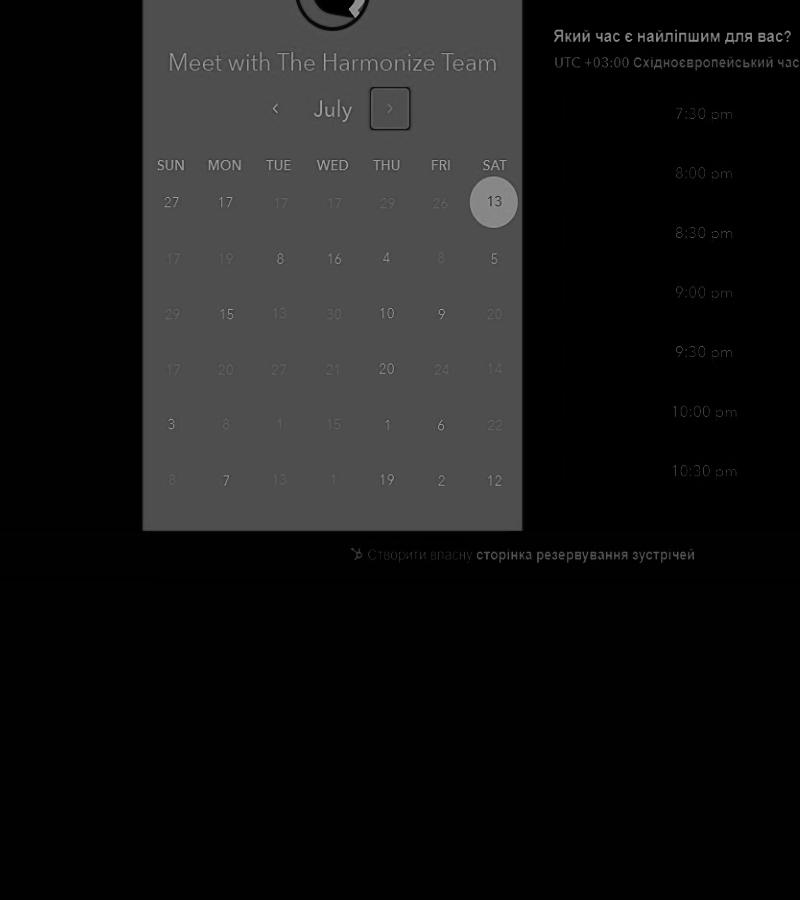 Meet with The Harmonize Team
July
SUN MON TUE WED THU FRI SAT
27 17 17 17 29 26 13
17 19 8 16 4 8 5
29 15 13 30 10 9 20
17 20 27 21 20 24 14
3 8 1 15 1 6 22
8 7 13 1 19 2 12
Який час є найліпшим для вас?
UTC +03:00 Східноєвропейський час
7:30 pm
8:00 pm
8:30 pm
9:00 pm
9:30 pm
10:00 pm
10:30 pm
Створити власну сторінка резервування зустрічей